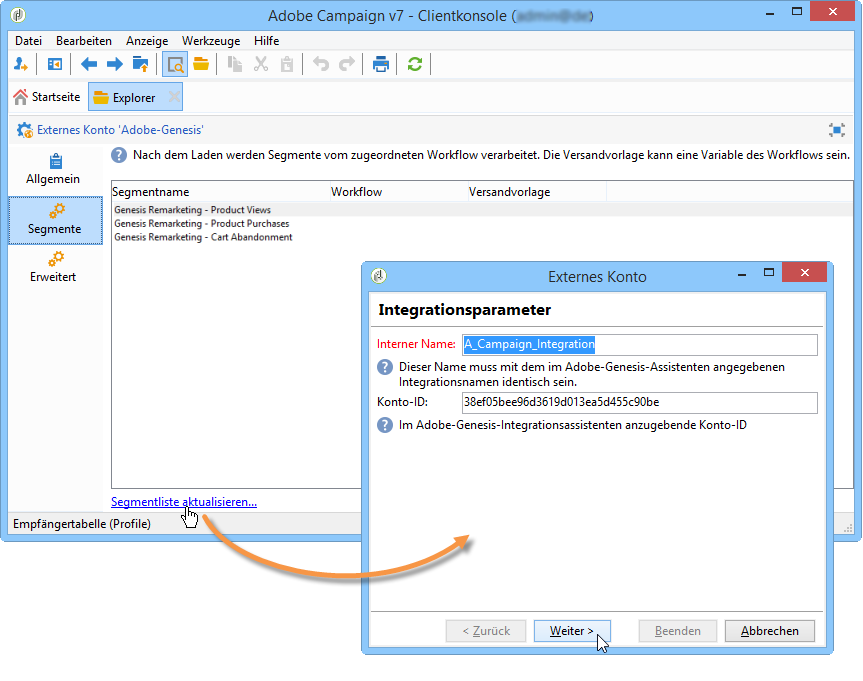 Adobe Campaign v7 - Clientkonsole (
Datei Bearbeiten Anzeige Werkzeuge Hilfe
Startseite Explorer
Externes Konto 'Adobe-Genesis'
Allgemein
Segmente
Erweitert
Nach dem Laden werden Segmente vom zugeordneten Workflow verarbeitet. Die Versandvorlage kann eine Variable des Workflows sein.
Segmentname Workflow Versandvorlage
Genesis Remarketing - Product Views
Genesis Remarketing - Product Purchases
Genesis Remarketing - Cart Abandonment
Segmentliste aktualisieren...
Empfängertabelle (Profile)
Externes Konto
Integrationsparameter
Interner Name: A_Campaign_Integration
Dieser Name muss mit dem im Adobe-Genesis-Assistenten angegebenen
Integrationsnamen identisch sein.
Konto-ID: 38ef05bee96d3619d013ea5d455c90be
Im Adobe-Genesis-Integrationsassistenten anzugebende Konto-ID
< Zurück Weiter > Beenden Abbrechen